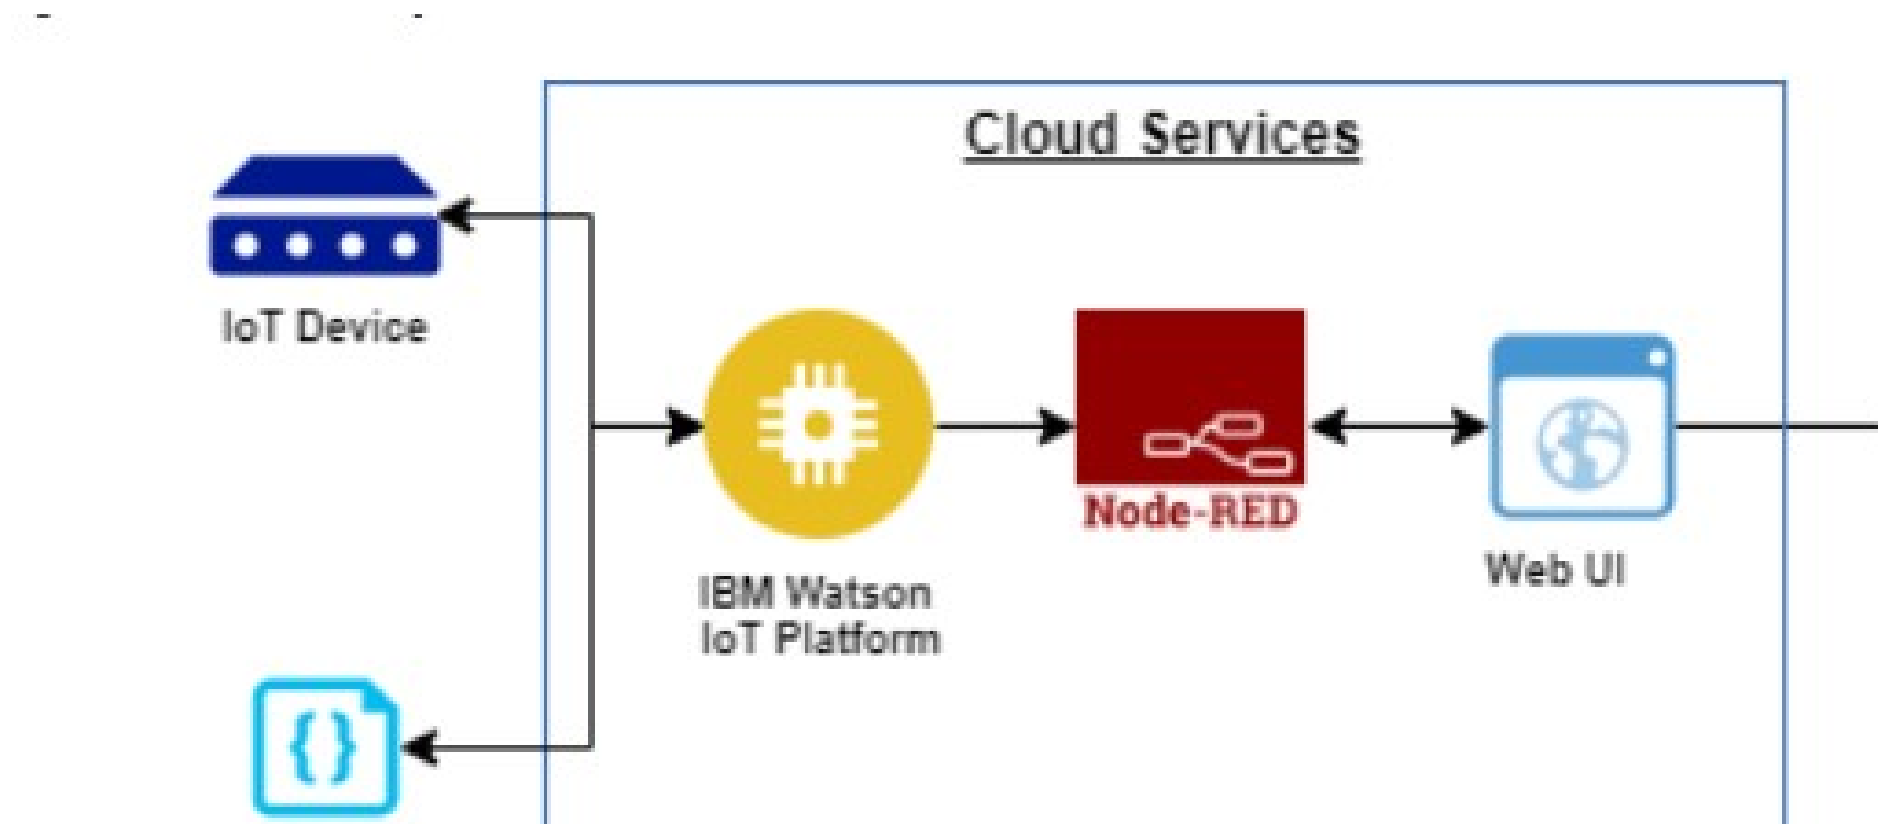 Cloud Services
IoT Device
Node-RED
Web UI
IBM Watson
IoT Platform
{ }